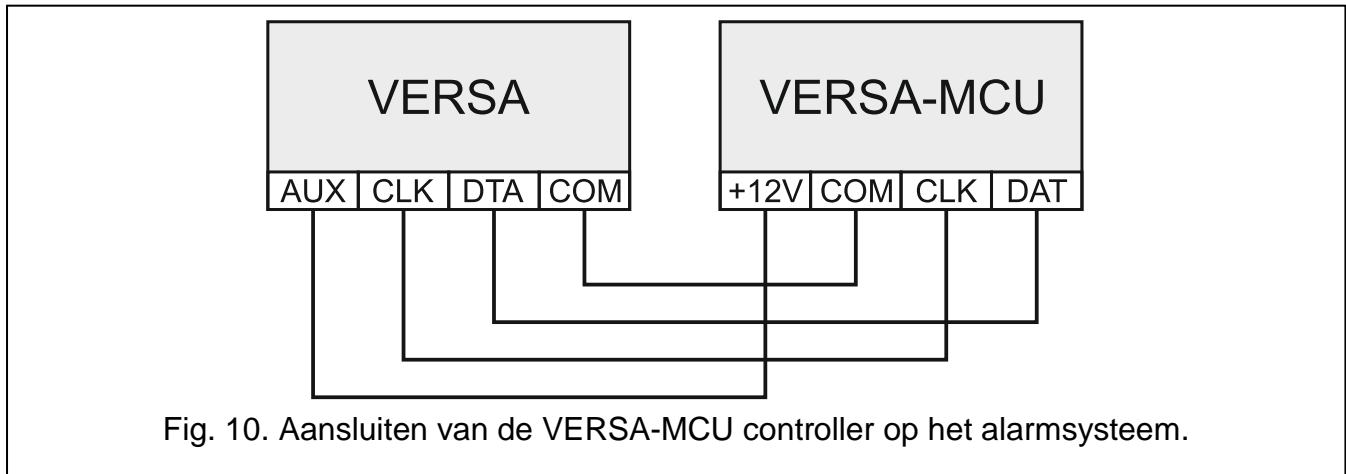 VERSA VERSA-MCU
AUX CLK DTA COM +12V COM CLK DAT
Fig. 10. Aansluiten van de VERSA-MCU controller op het alarmsysteem.